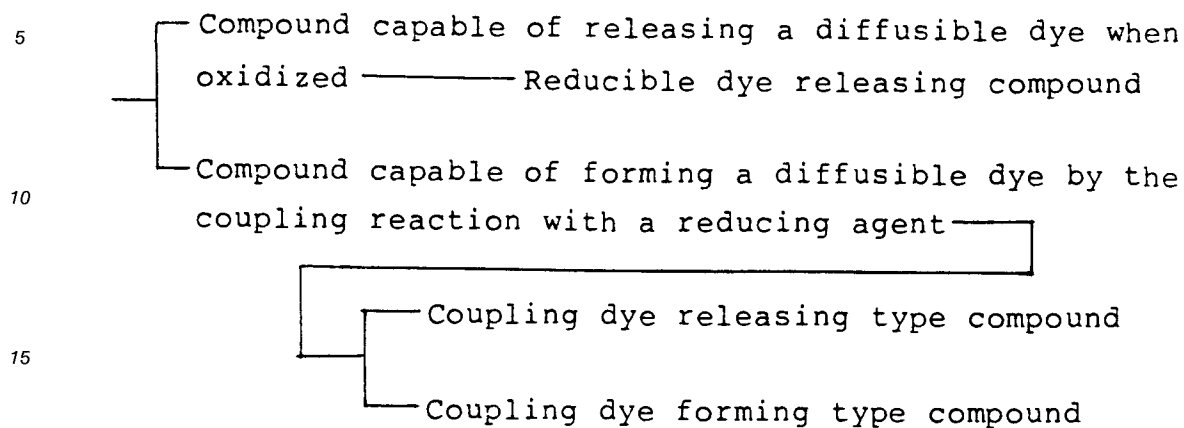 5
Compound capable of releasing a diffusible dye when
oxidized Reducible dye releasing compound
Compound capable of forming a diffusible dye by the
10
coupling reaction with a reducing agent
Coupling dye releasing type compound
15
Coupling dye forming type compound